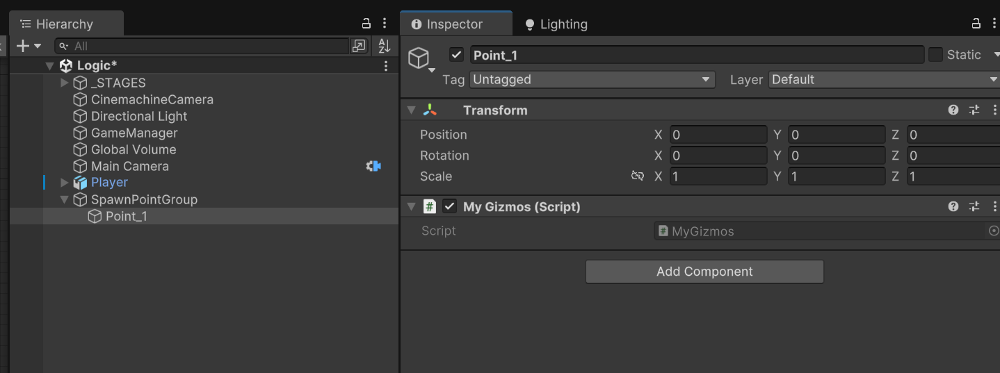 Hierarchy
All
Logic*
_STAGES
CinemachineCamera
Directional Light
GameManager
Global Volume
Main Camera
Player
SpawnPointGroup
Point_1
Inspector Lighting
Point_1 Static
Tag Untagged Layer Default
Transform
Position X 0 Y 0 Z 0
Rotation X 0 Y 0 Z 0
Scale X 1 Y 1 Z 1
# My Gizmos (Script)
Script # MyGizmos
Add Component